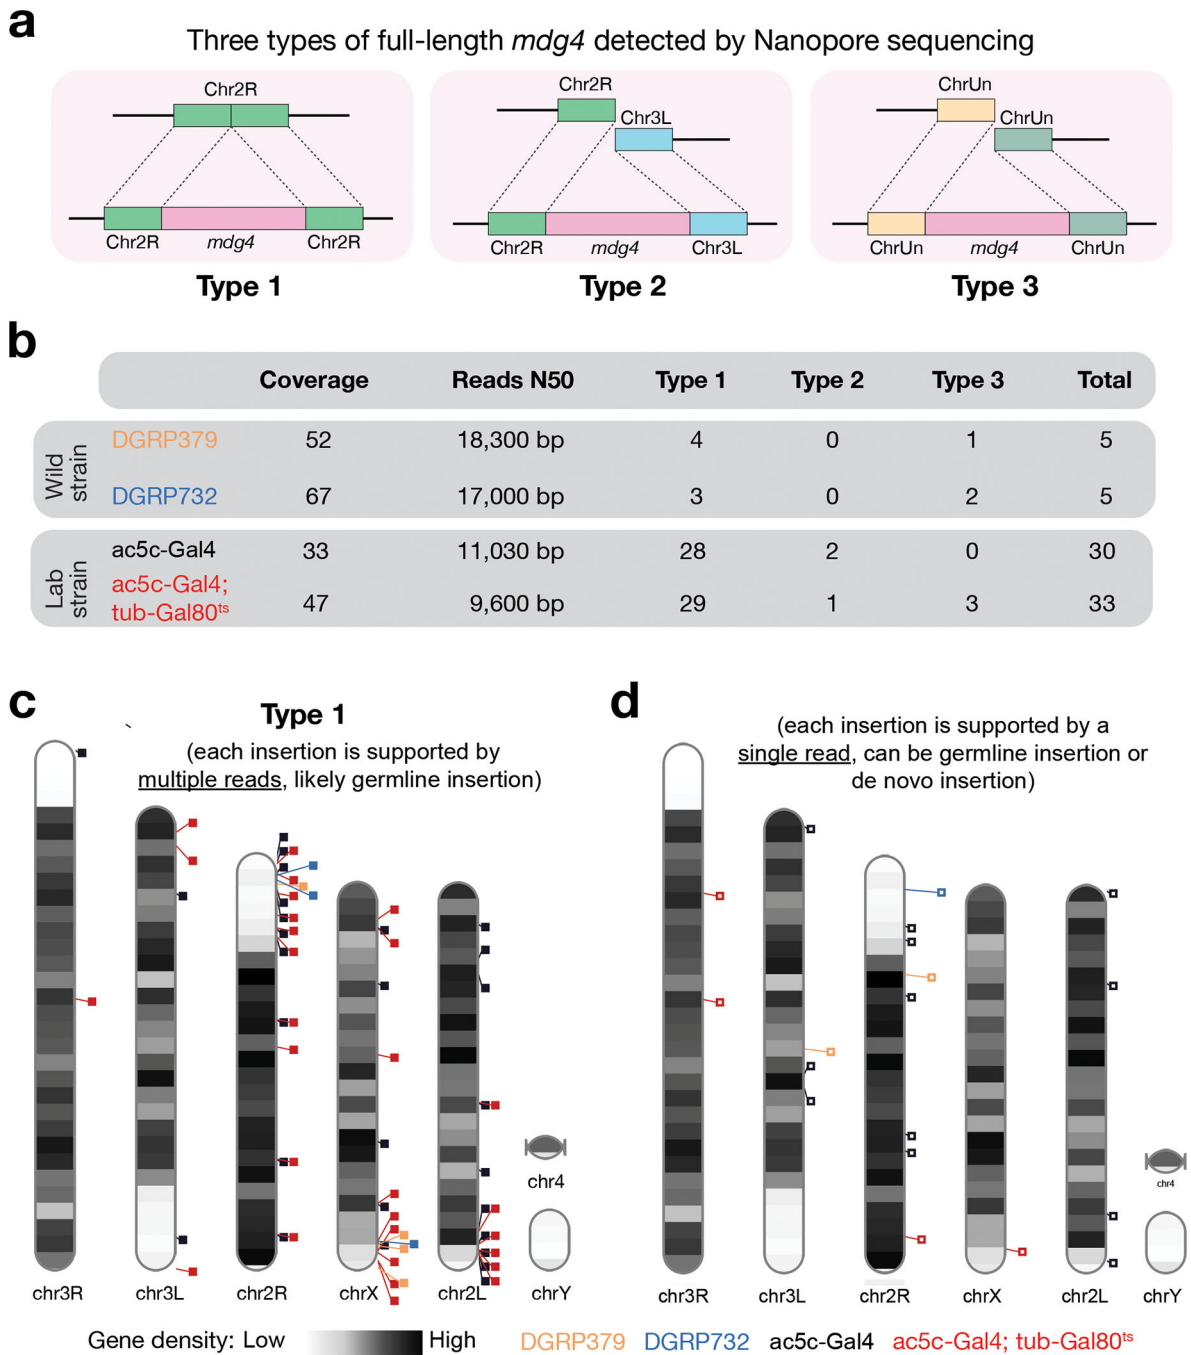 a
Three types of full-length mdg4 detected by Nanopore sequencing
Chr2R
Chr2R mdg4 Chr2R
Type 1
Chr2R
Chr3L
Chr2R mdg4 Chr3L
Type 2
ChrUn
ChrUn
ChrUn mdg4 ChrUn
Type 3
b
Coverage Reads N50 Type 1 Type 2 Type 3 Total
Wild strain
DGRP379 52 18,300 bp 4 0 1 5
DGRP732 67 17,000 bp 3 0 2 5
Lab strain
ac5c-Gal4 33 11,030 bp 28 2 0 30
ac5c-Gal4;
tub-Gal80ts 47 9,600 bp 29 1 3 33
c
Type 1
(each insertion is supported by
multiple reads, likely germline insertion)
chr3R chr3L chr2R chrX chr2L chr4 chrY
d
(each insertion is supported by a
single read, can be germline insertion or
de novo insertion)
chr3R chr3L chr2R chrX chr2L chr4 chrY
Gene density: Low High DGRP379 DGRP732 ac5c-Gal4 ac5c-Gal4; tub-Gal80ts